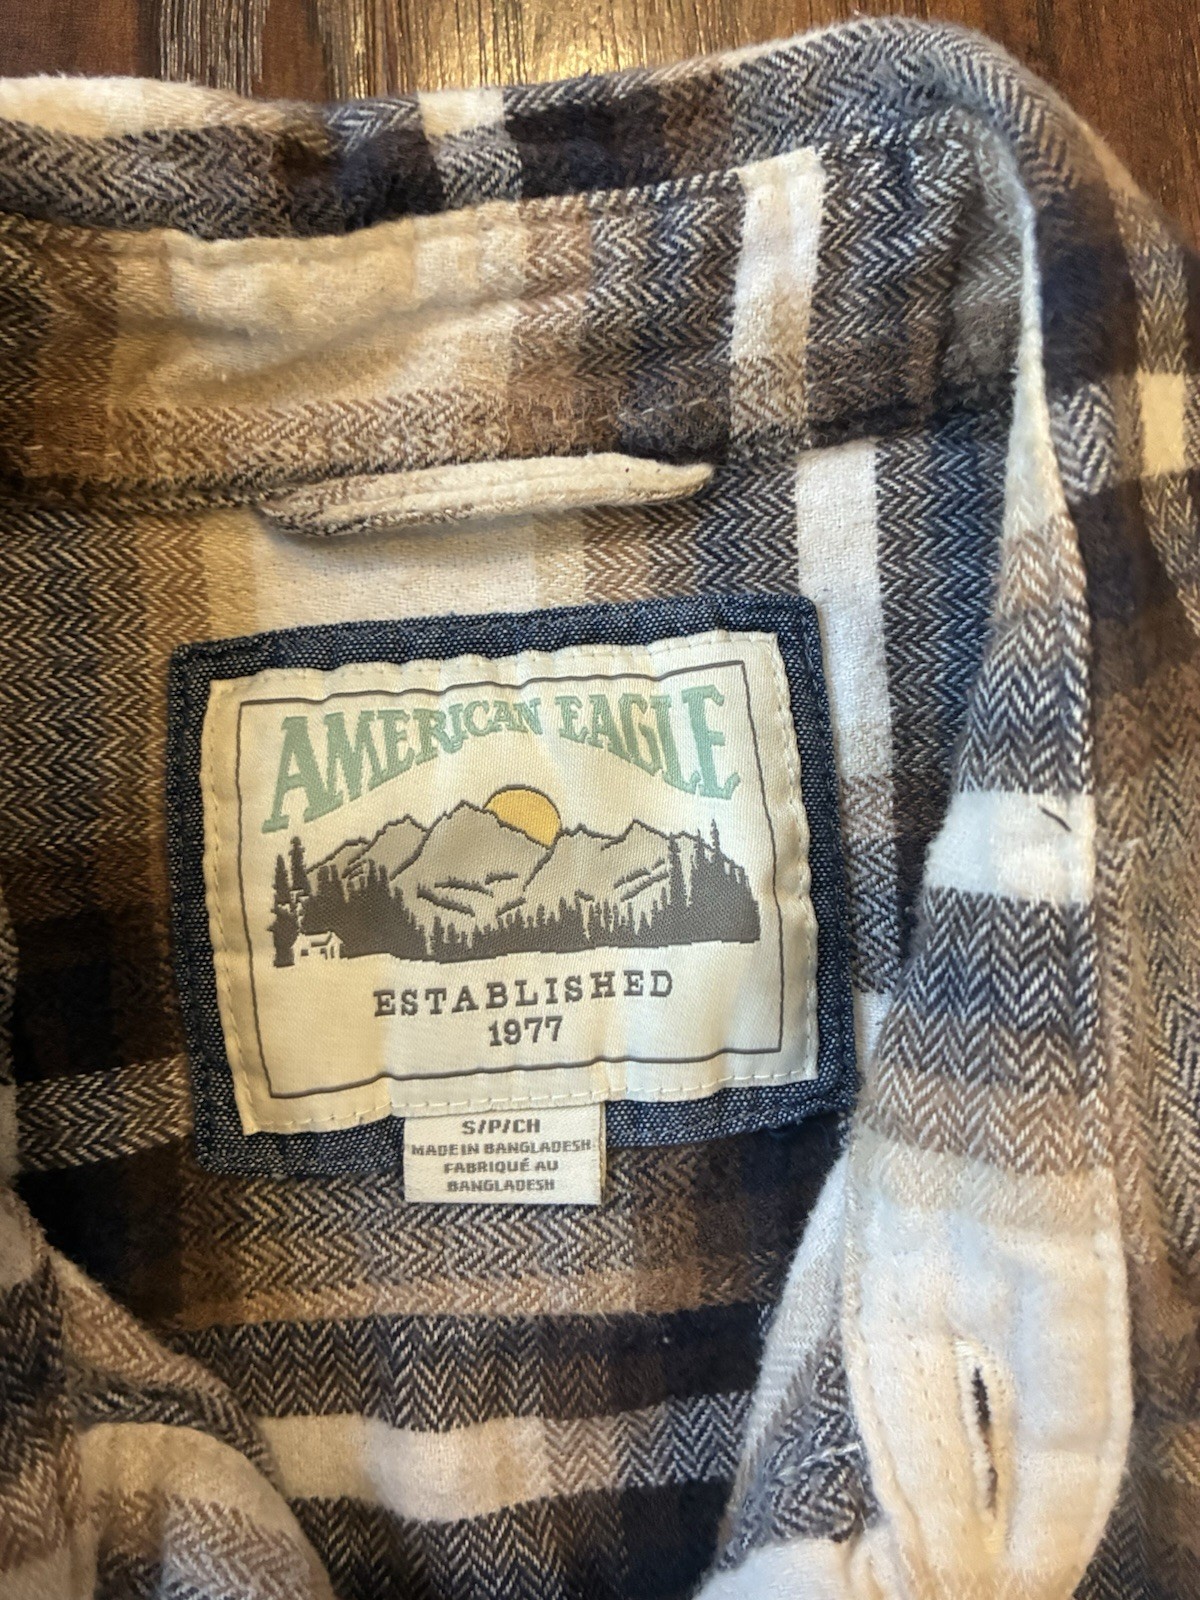 AMERICAN EAGLE
ESTABLISHED
1977
S/P/CH
MADE IN BANGLADESH
FABRIQUÉ AU
BANGLADESH